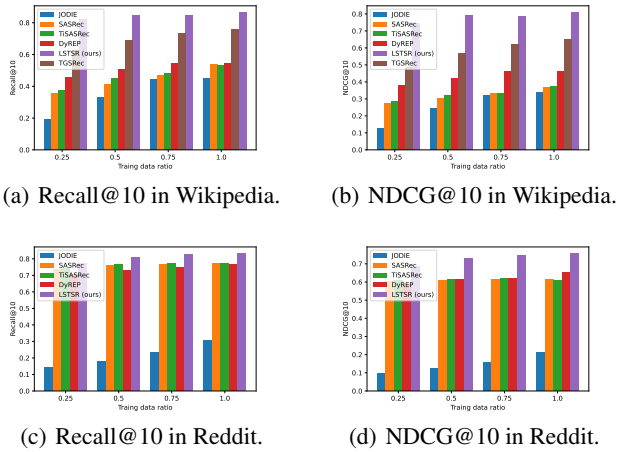 JODIE
SASRec
TiSASRec
DyREP
LSTSR (ours)
TGSRec
Recall@10
0.8
0.6
0.4
0.2
0.0
0.25 0.5 0.75 1.0
Traing data ratio
(a) Recall@10 in Wikipedia.
JODIE
SASRec
TiSASRec
DyREP
LSTSR (ours)
TGSRec
NDCG@10
0.8
0.7
0.6
0.5
0.4
0.3
0.2
0.1
0.0
0.25 0.5 0.75 1.0
Traing data ratio
(b) NDCG@10 in Wikipedia.
JODIE
SASRec
TiSASRec
DyREP
LSTSR (ours)
Recall@10
0.8
0.7
0.6
0.5
0.4
0.3
0.2
0.1
0.0
0.25 0.5 0.75 1.0
Traing data ratio
(c) Recall@10 in Reddit.
JODIE
SASRec
TiSASRec
DyREP
LSTSR (ours)
NDCG@10
0.7
0.6
0.5
0.4
0.3
0.2
0.1
0.0
0.25 0.5 0.75 1.0
Traing data ratio
(d) NDCG@10 in Reddit.